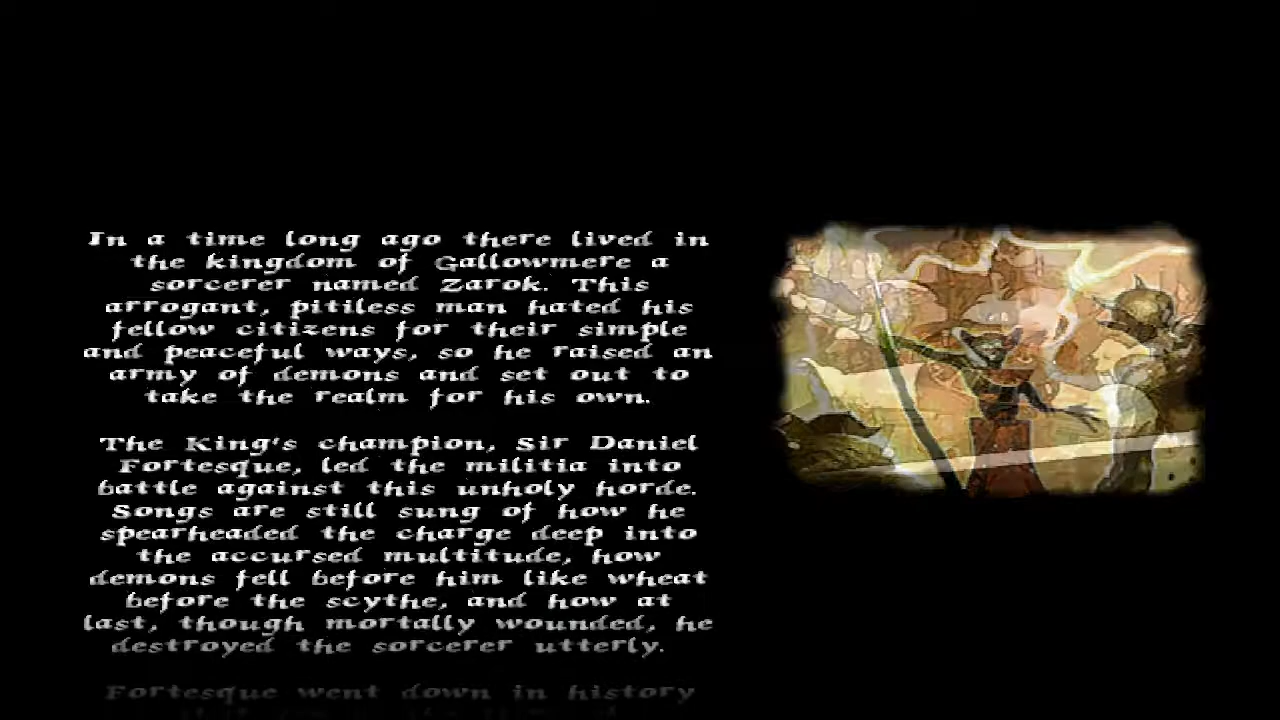 In a time long ago there lived in
the kingdom of Gallowmere a
sorcerer named Zarok. This
arrogant, pitiless man hated his
fellow citizens for their simple
and peaceful ways, so he raised an
army of demons and set out to
take the realm for his own.
The King's champion, Sir Daniel
Fortesque, led the militia into
battle against this unholy horde.
Songs are still sung of how he
spearheaded the charge deep into
the accursed multitude, how
demons fell before him like wheat
before the scythe, and how at
last, though mortally wounded, he
destroyed the sorcerer utterly.
Fortesque went down in history